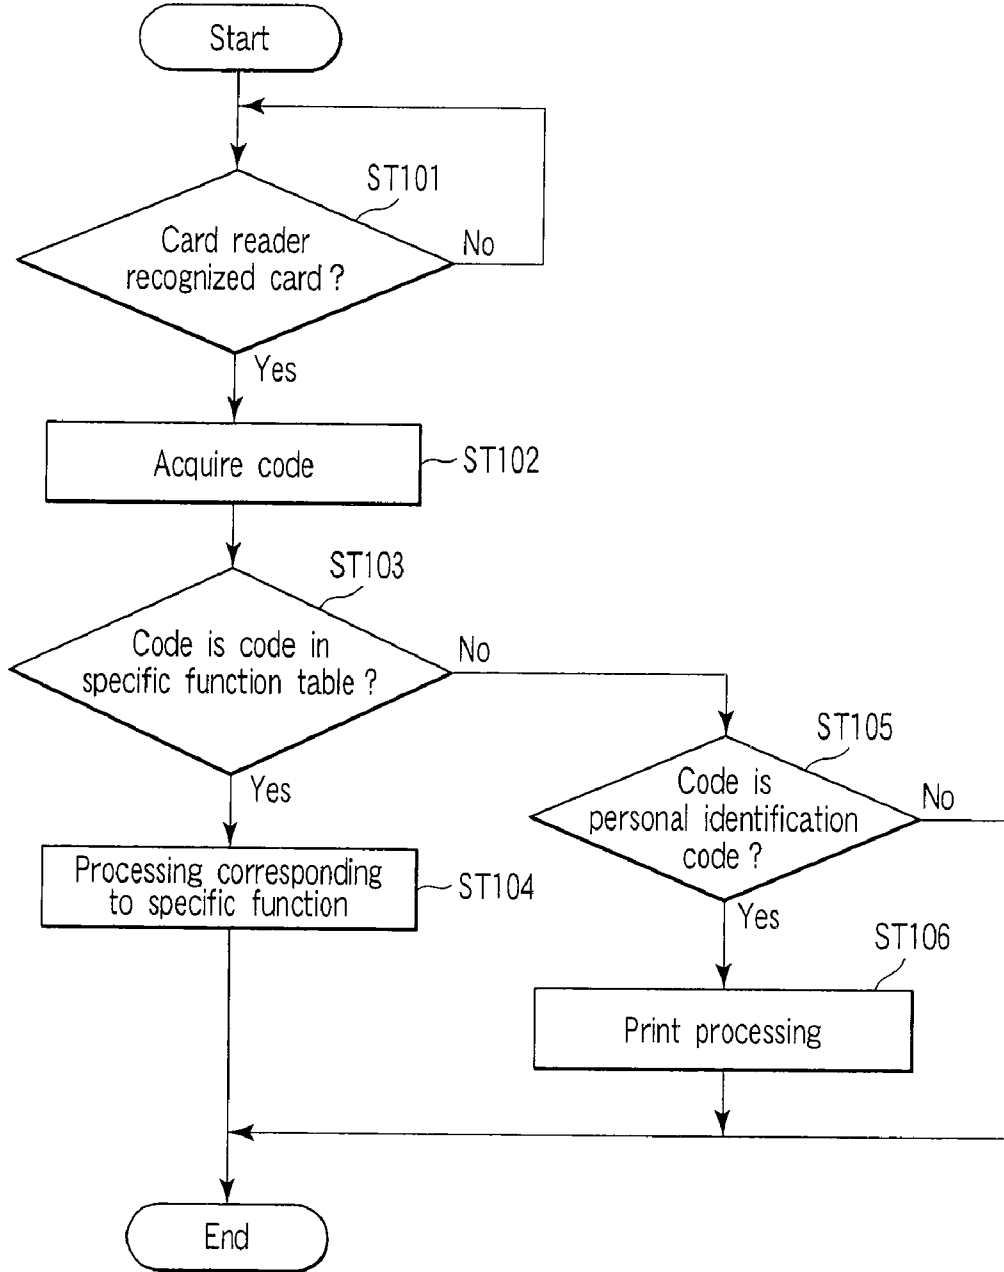 Start
ST101
Card reader
recognized card ?
No
Yes
Acquire code
ST102
ST103
Code is code in
specific function table ?
No
Yes
ST105
Code is
personal identification
code ?
No
Yes
Processing corresponding
to specific function
ST104
ST106
Print processing
End